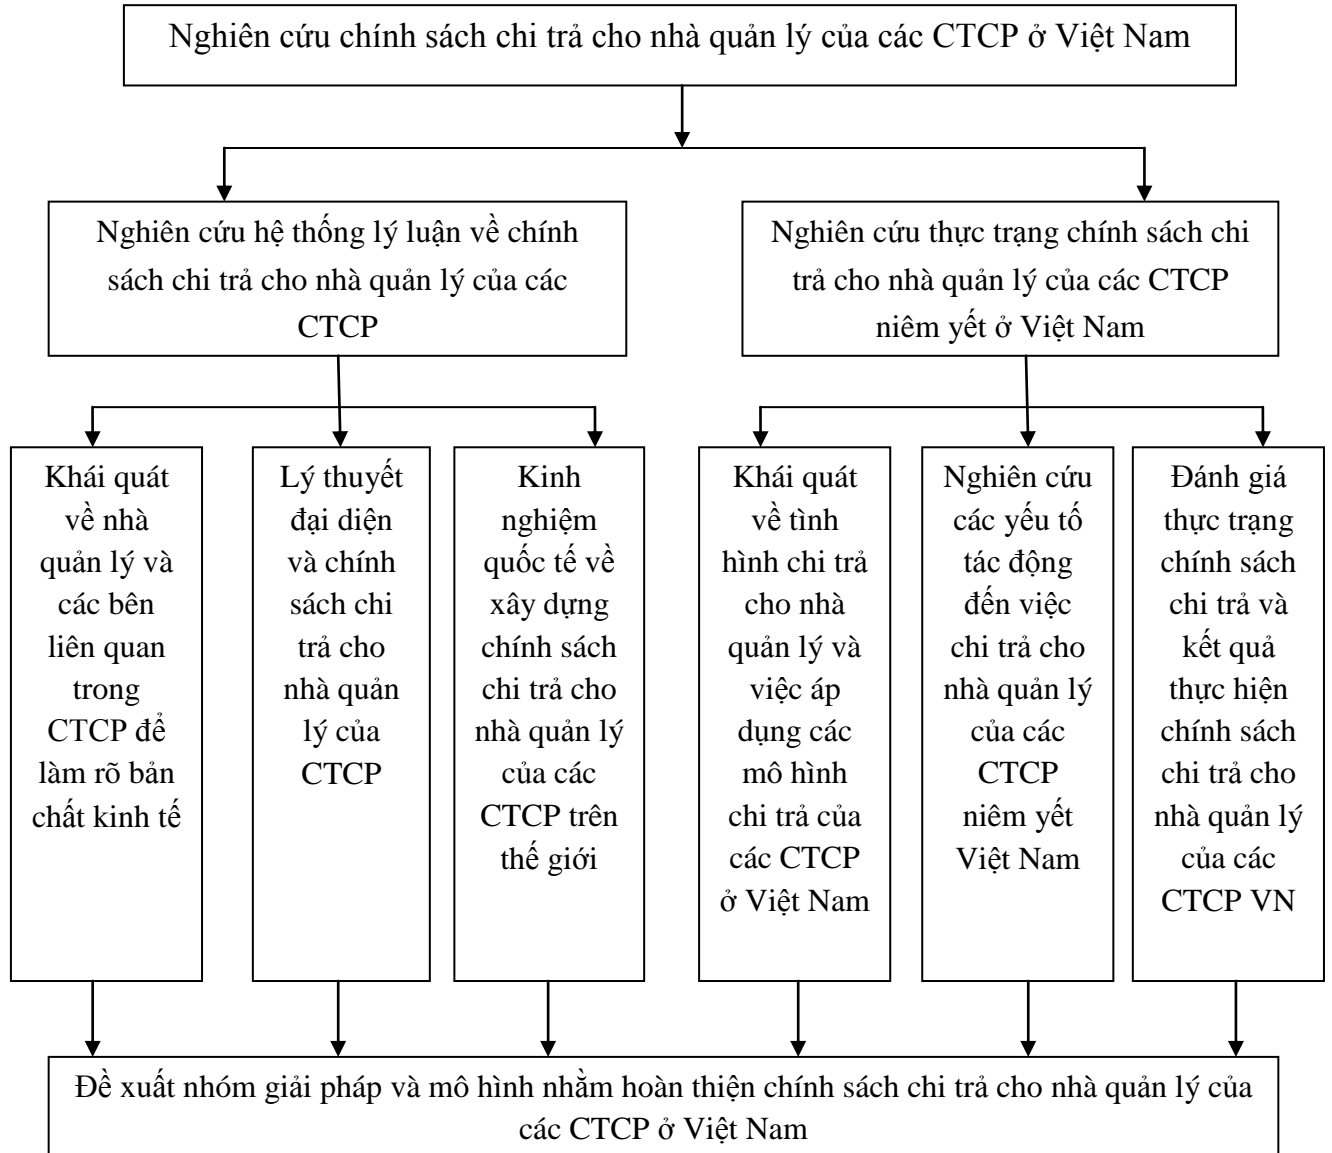 Nghiên cứu chính sách chi trả cho nhà quản lý của các CTCP ở Việt Nam
Nghiên cứu hệ thống lý luận về chính
sách chi trả cho nhà quản lý của các
CTCP
Nghiên cứu thực trạng chính sách chi
trả cho nhà quản lý của các CTCP
niêm yết ở Việt Nam
Khái quát
về nhà
quản lý và
các bên
liên quan
trong
CTCP để
làm rõ bản
chất kinh tế
Lý thuyết
đại diện
và chính
sách chi
trả cho
nhà quản
lý của
CTCP
Kinh
nghiệm
quốc tế về
xây dựng
chính sách
chi trả cho
nhà quản lý
của các
CTCP trên
thế giới
Khái quát
về tình
hình chi trả
cho nhà
quản lý và
việc áp
dụng các
mô hình
chi trả của
các CTCP
ở Việt Nam
Nghiên cứu
các yếu tố
tác động
đến việc
chi trả cho
nhà quản lý
của các
CTCP
niêm yết
Việt Nam
Đánh giá
thực trạng
chính sách
chi trả và
kết quả
thực hiện
chính sách
chi trả cho
nhà quản lý
của các
CTCP VN
Đề xuất nhóm giải pháp và mô hình nhằm hoàn thiện chính sách chi trả cho nhà quản lý của
các CTCP ở Việt Nam